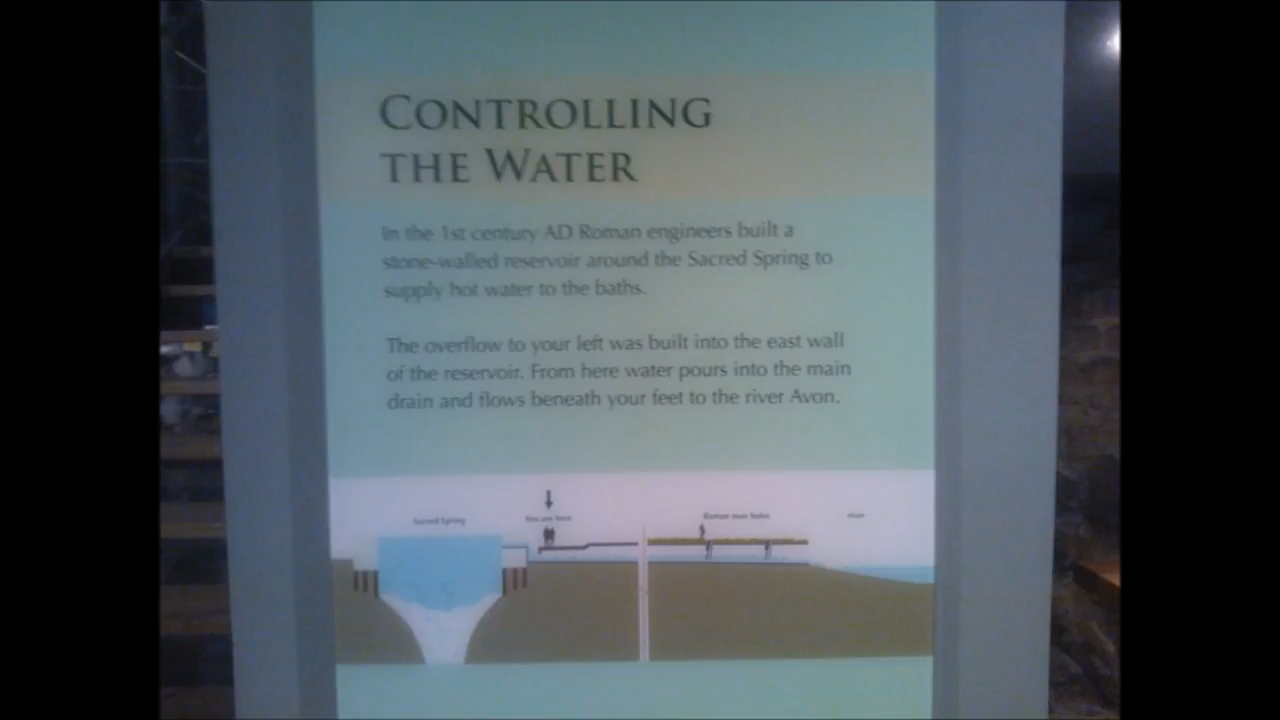 CONTROLLING
THE WATER
In the 1st century AD Roman engineers built a
stone-walled reservoir around the Sacred Spring to
supply hot water to the baths.
The overflow to your left was built into the east wall
of the reservoir. From here water pours into the main
drain and flows beneath your feet to the river Avon.
Sacred Spring
You are here
Roman man holes
river